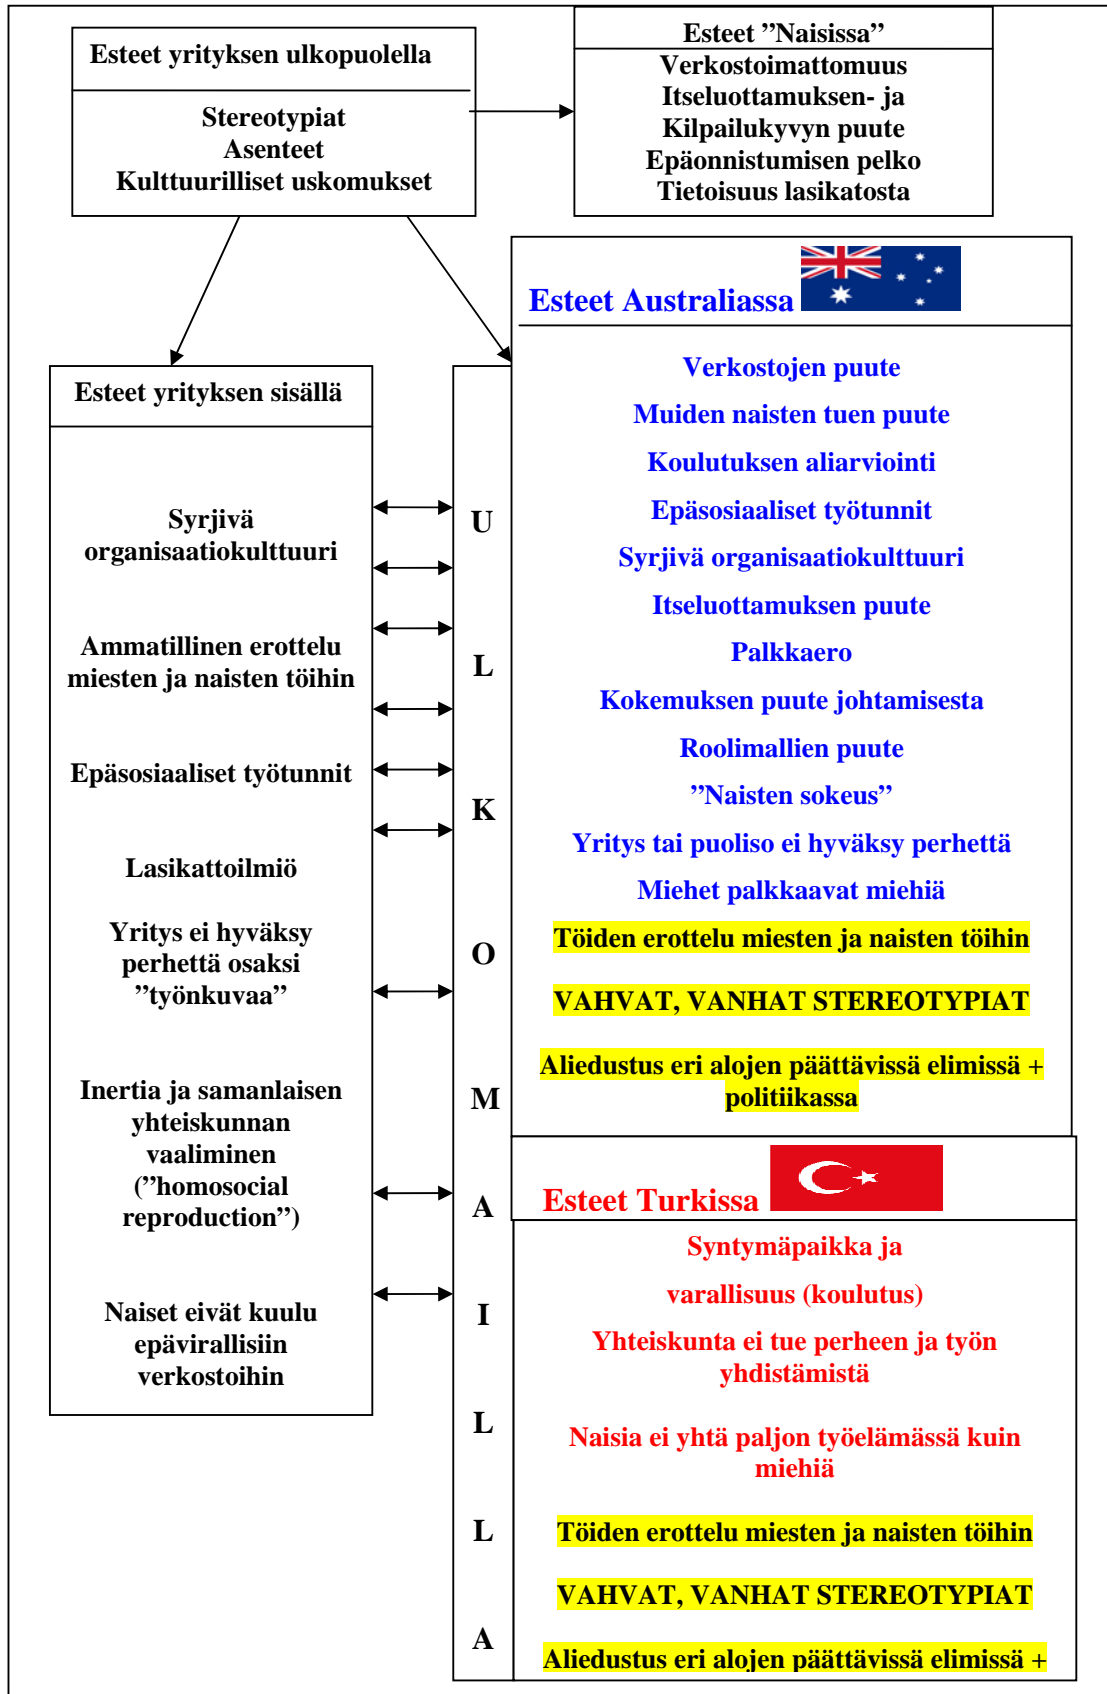 Esteet yrityksen ulkopuolella
Stereotypiat
Asenteet
Kulttuurilliset uskomukset
Esteet ”Naisissa”
Verkostoimattomuus
Itseluottamuksen- ja
Kilpailukyvyn puute
Epäonnistumisen pelko
Tietoisuus lasikatosta
Esteet yrityksen sisällä
Syrjivä
organisaatiokulttuuri
Ammatillinen erottelu
miesten ja naisten töihin
Epäsosiaaliset työtunnit
Lasikattoilmiö
Yritys ei hyväksy
perhettä osaksi
”työnkuvaa”
Inertia ja samanlaisen
yhteiskunnan
vaaliminen
(”homosocial
reproduction”)
Naiset eivät kuulu
epävirallisiin
verkostoihin
U
L
K
O
M
A
I
L
L
A
Esteet Australiassa
Verkostojen puute
Muiden naisten tuen puute
Koulutuksen aliarviointi
Epäsosiaaliset työtunnit
Syrjivä organisaatiokulttuuri
Itseluottamuksen puute
Palkkaero
Kokemuksen puute johtamisesta
Roolimallien puute
”Naisten sokeus”
Yritys tai puoliso ei hyväksy perhettä
Miehet palkkaavat miehiä
Töiden erottelu miesten ja naisten töihin
VAHVAT, VANHAT STEREOTYPIAT
Aliedustus eri alojen päättävissä elimissä +
politiikassa
Esteet Turkissa
Syntymäpaikka ja
varallisuus (koulutus)
Yhteiskunta ei tue perheen ja työn
yhdistämistä
Naisia ei yhtä paljon työelämässä kuin
miehiä
Töiden erottelu miesten ja naisten töihin
VAHVAT, VANHAT STEREOTYPIAT
Aliedustus eri alojen päättävissä elimissä +